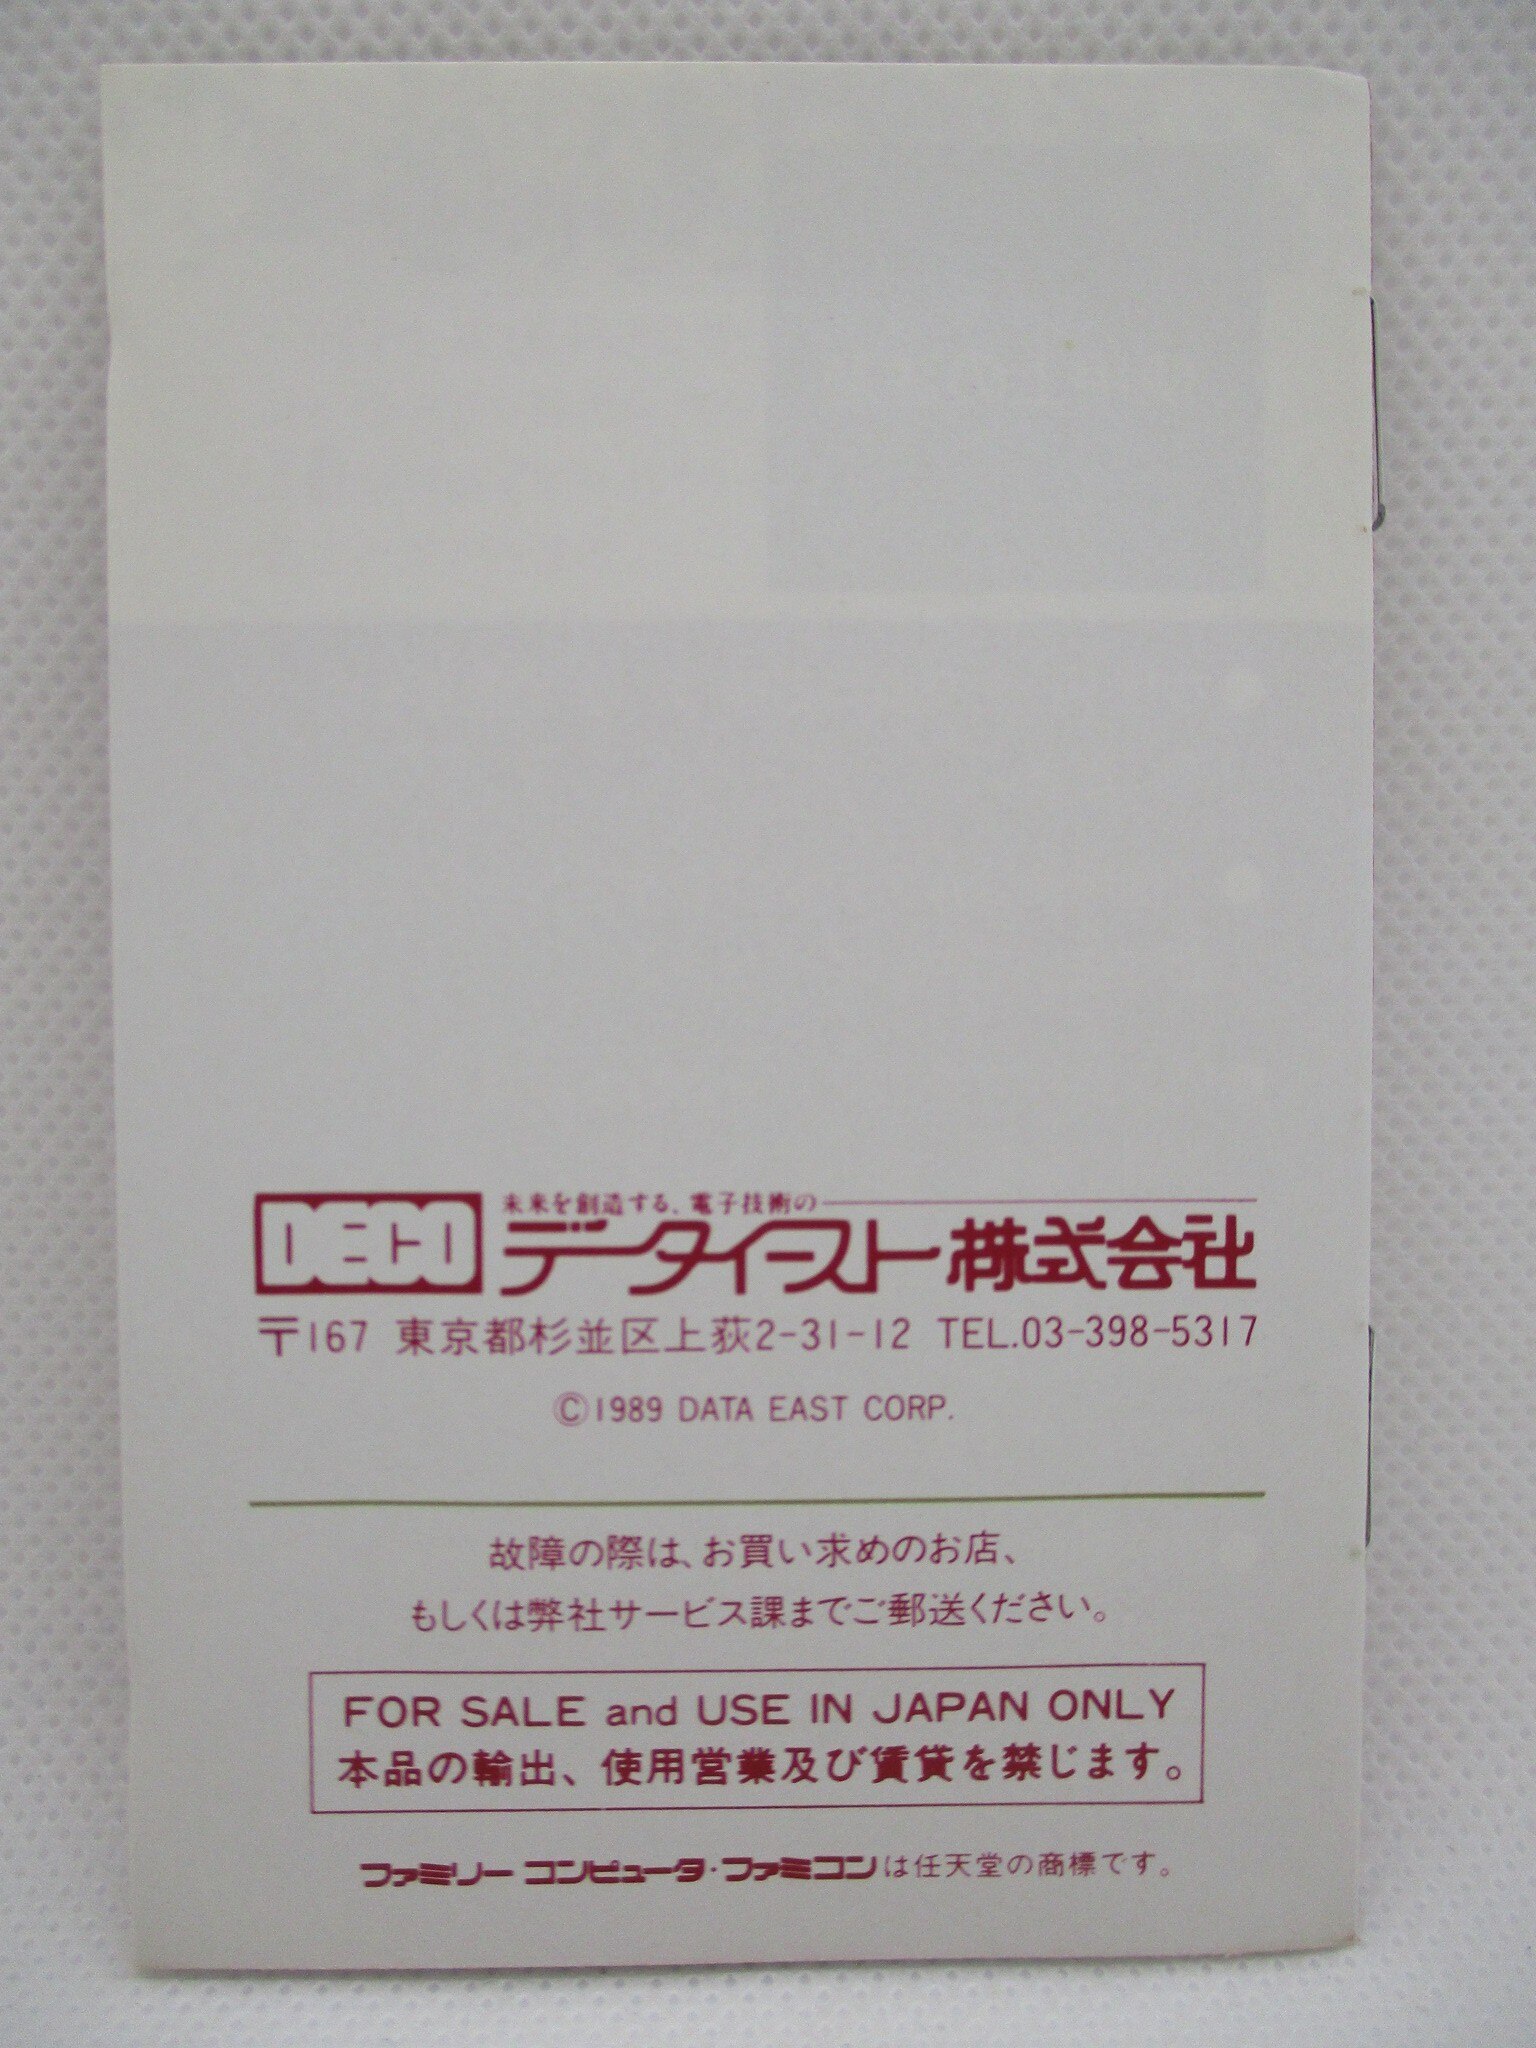 DECO
未来を創造する、電子技術の
データイースト株式会社
〒167 東京都杉並区上荻2-31-12 TEL.03-398-5317
©1989 DATA EAST CORP.
故障の際は、お買い求めのお店、
もしくは弊社サービス課までご郵送ください。
FOR SALE and USE IN JAPAN ONLY
本品の輸出、使用営業及び賃貸を禁じます。
ファミリーコンピュータ・ファミコンは任天堂の商標です。